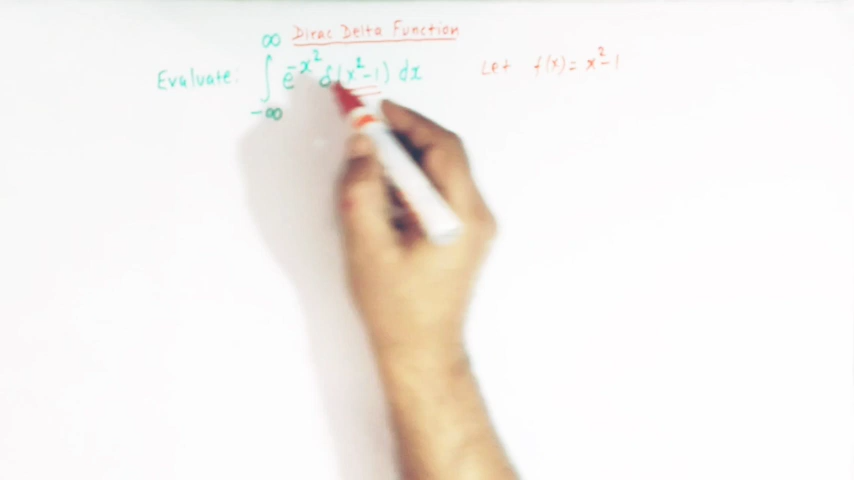 Dirac Delta Function
Evaluate: ∫_{-∞}^{∞} e^{-x²} δ(x²-1) dx
Let f(x) = x²-1